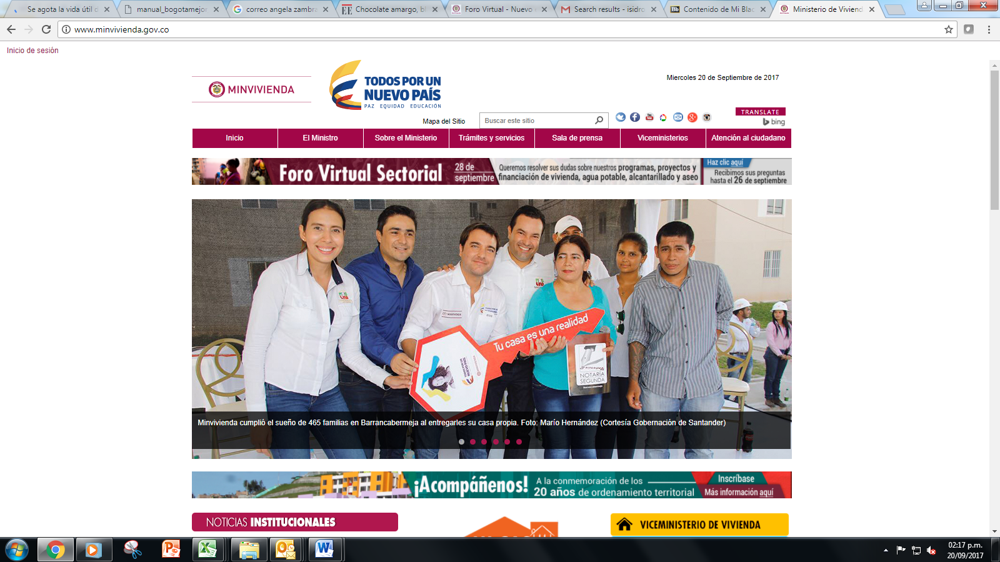 Se agota la vida útil d
manual_bogotamejor
correo angela zambra
Chocolate amargo, bl
Foro Virtual - Nuevo
Search results - isidro
Contenido de Mi Blac
Ministerio de Viviend
www.minvivienda.gov.co
Inicio de sesión
MINVIVIENDA
TODOS POR UN
NUEVO PAÍS
PAZ EQUIDAD EDUCACIÓN
Miercoles 20 de Septiembre de 2017
Mapa del Sitio
Buscar este sitio
TRANSLATE
bing
Inicio
El Ministro
Sobre el Ministerio
Trámites y servicios
Sala de prensa
Viceministerios
Atención al ciudadano
Foro Virtual Sectorial
28 de
septiembre
Queremos resolver sus dudas sobre nuestros programas, proyectos y
financiación de vivienda, agua potable, alcantarillado y aseo
Haz clic aquí
Recibimos sus preguntas
hasta el 26 de septiembre
MINVIVIENDA
TODOS POR UN
Tu casa es una realidad
NOTARÍA
SEGUNDA
Minvivienda cumplió el sueño de 465 familias en Barrancabermeja al entregarles su casa propia. Foto: Marío Hernández (Cortesía Gobernación de Santander)
¡Acompáñenos!
A la conmemoración de los
20 años de ordenamiento territorial
Inscríbase
Más información aquí
NOTICIAS INSTITUCIONALES
VICEMINISTERIO DE VIVIENDA
02:17 p.m.
20/09/2017